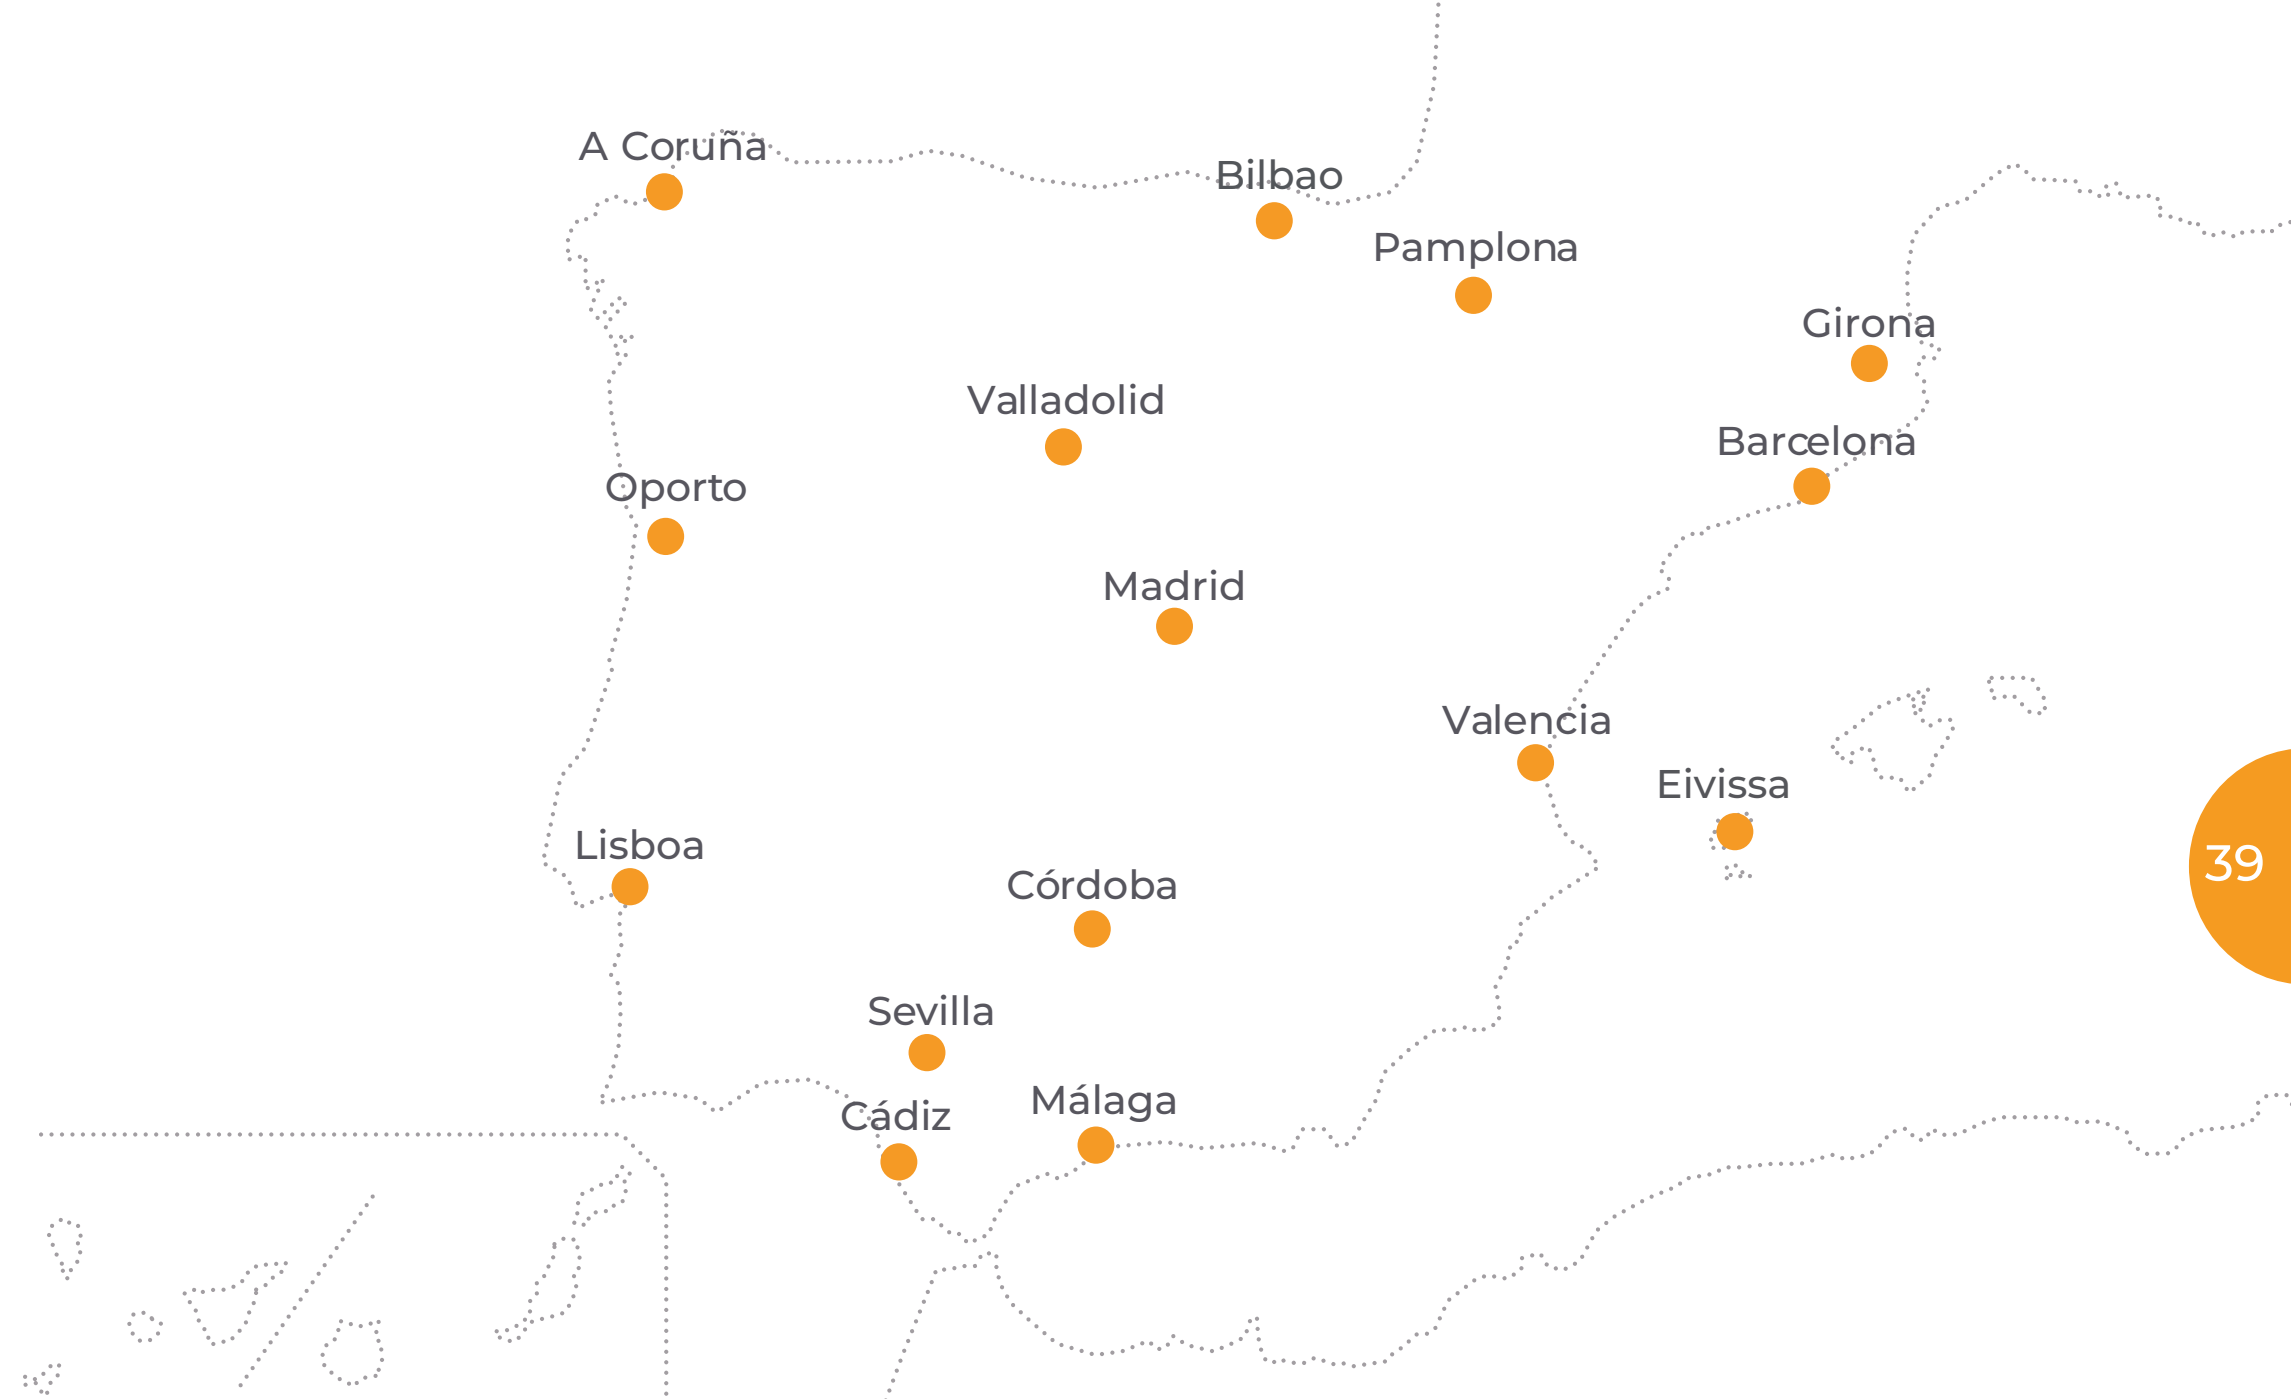 A Coruña
Bilbao
Pamplona
Girona
Valladolid
Barcelona
Oporto
Madrid
Valencia
Eivissa
Lisboa
39
Córdoba
Sevilla
Málaga
Cádiz